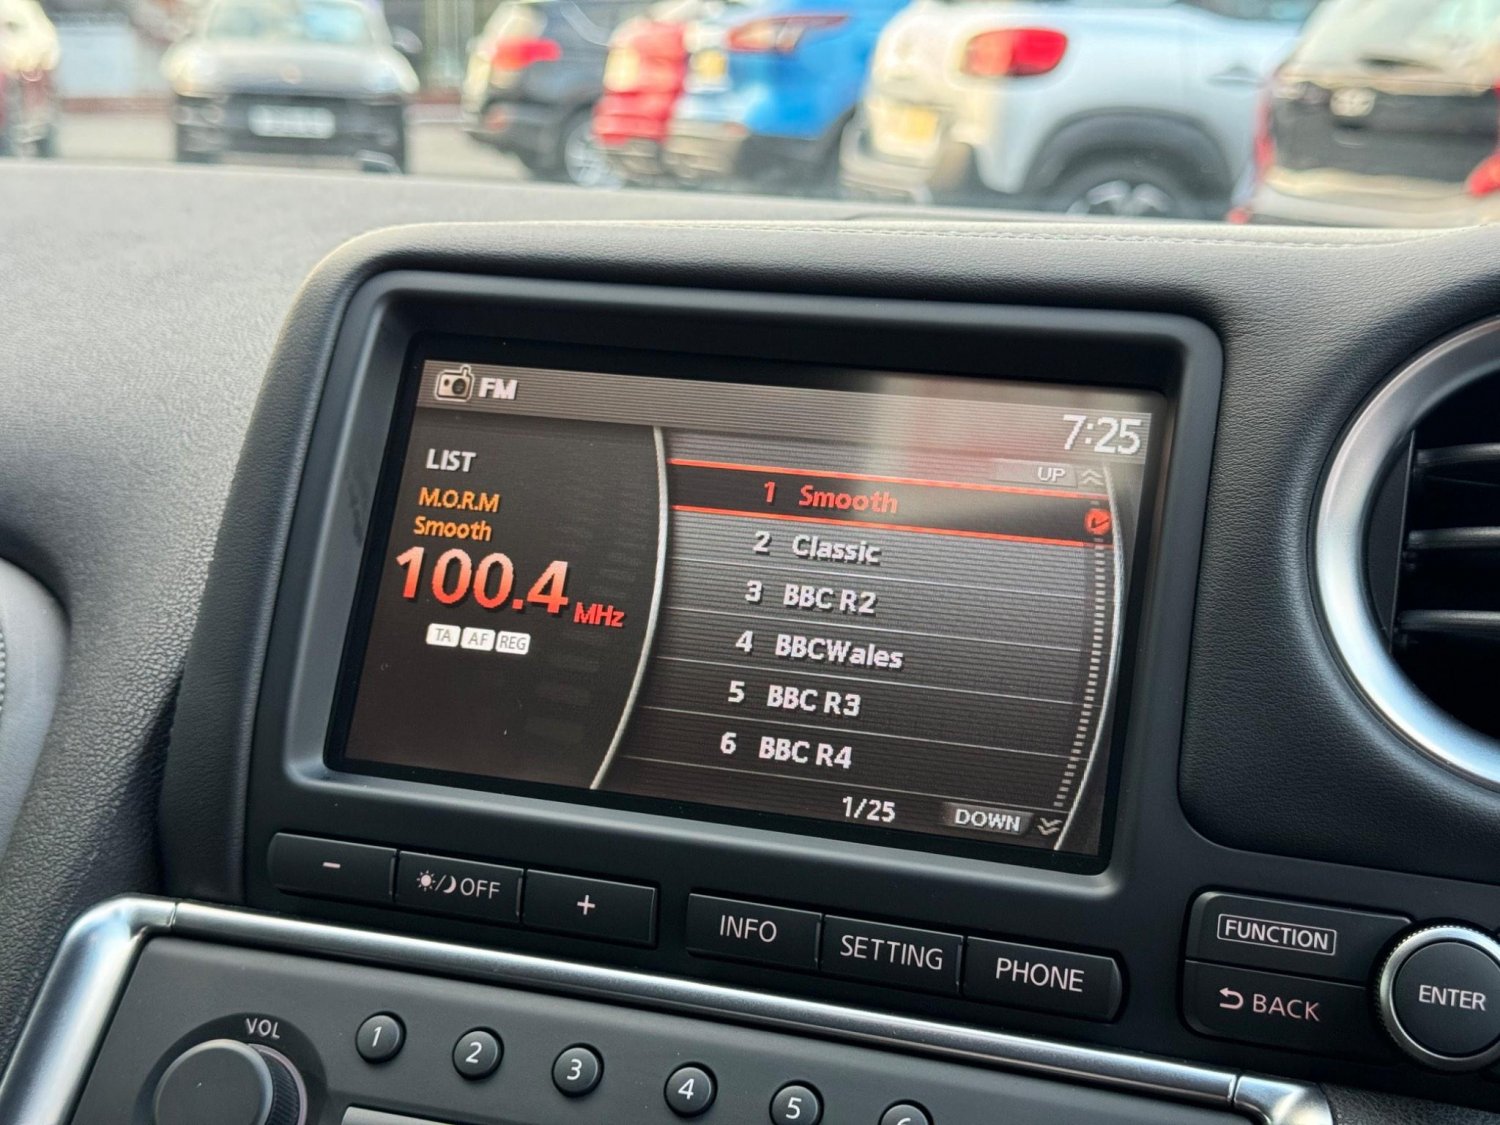 FM
7:25
LIST
M.O.R.M
Smooth
100.4 MHz
TA AF REG
UP
1 Smooth
2 Classic
3 BBC R2
4 BBCWales
5 BBC R3
6 BBC R4
1/25
DOWN
- OFF +
INFO SETTING PHONE
FUNCTION
BACK
ENTER
VOL
1 2 3 4 5 6